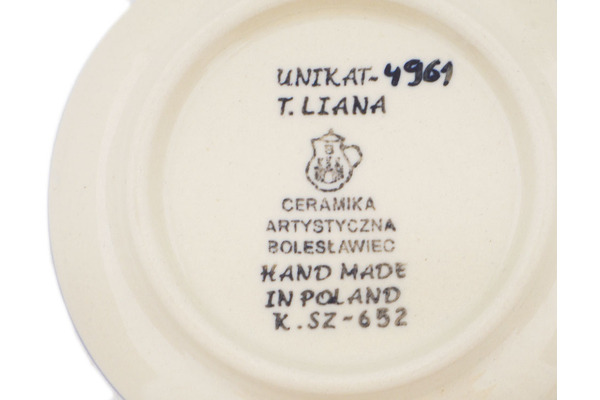 UNIKAT-4961
T. LIANA
CERAMIKA
ARTYSTYCZNA
BOLESŁAWIEC
HAND MADE
IN POLAND
K.SZ-652